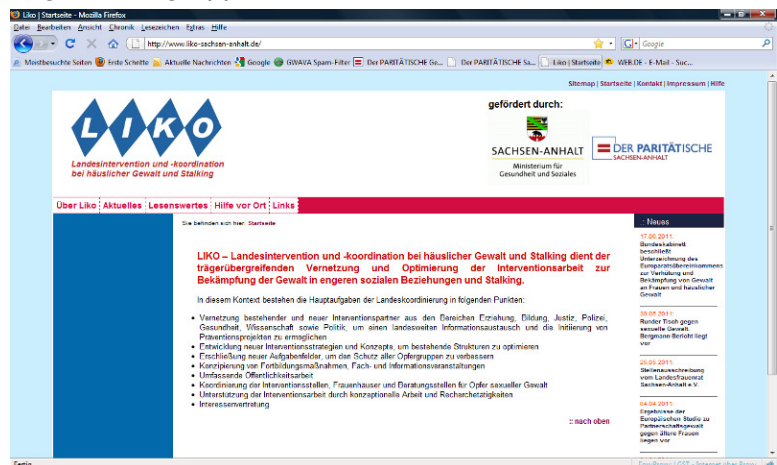 Liko | Startseite - Mozilla Firefox
Datei Bearbeiten Ansicht Chronik Lesezeichen Extras Hilfe
http://www.liko-sachsen-anhalt.de/
Google
Meistbesuchte Seiten Erste Schritte Aktuelle Nachrichten Google GWAVA Spam-Filter Der PARITÄTISCHE Ge... Der PARITÄTISCHE Sa... Liko | Startseite WEB.DE - E-Mail - Suc...
Sitemap | Startseite | Kontakt | Impressum | Hilfe
LIKO
Landesintervention und -koordination
bei häuslicher Gewalt und Stalking
gefördert durch:
SACHSEN-ANHALT
Ministerium für
Gesundheit und Soziales
DER PARITÄTISCHE
SACHSEN-ANHALT
Über Liko Aktuelles Lesenswertes Hilfe vor Ort Links
Sie befinden sich hier: Startseite
LIKO – Landesintervention und -koordination bei häuslicher Gewalt und Stalking dient der
trägerübergreifenden Vernetzung und Optimierung der Interventionsarbeit zur
Bekämpfung der Gewalt in engeren sozialen Beziehungen und Stalking.
In diesem Kontext bestehen die Hauptaufgaben der Landeskoordinierung in folgenden Punkten:
• Vernetzung bestehender und neuer Interventionspartner aus den Bereichen Erziehung, Bildung, Justiz, Polizei,
Gesundheit, Wissenschaft sowie Politik, um einen landesweiten Informationsaustausch und die Initiierung von
Präventionsprojekten zu ermöglichen
• Entwicklung neuer Interventionsstrategien und Konzepte, um bestehende Strukturen zu optimieren
• Erschließung neuer Aufgabenfelder, um den Schutz aller Opfergruppen zu verbessern
• Konzipierung von Fortbildungsmaßnahmen, Fach- und Informationsveranstaltungen
• Umfassende Öffentlichkeitsarbeit
• Koordinierung der Interventionsstellen, Frauenhäuser und Beratungsstellen für Opfer sexueller Gewalt
• Unterstützung der Interventionsarbeit durch konzeptionelle Arbeit und Recherchetätigkeiten
• Interessenvertretung
:: nach oben
:: Neues
17.06.2011:
Bundeskabinett
beschließt
Unterzeichnung des
Europaratsübereinkommens
zur Verhütung und
Bekämpfung von Gewalt
an Frauen und häuslicher
Gewalt
30.05.2011:
Runder Tisch gegen
sexuelle Gewalt.
Bergmann Bericht liegt
vor
Stellenausschreibung
vom Landesfrauenrat
Sachsen-Anhalt e.V.
04.04.2011:
Ergebnisse der
Europäischen Studie zu
Partnerschaftsgewalt
gegen ältere Frauen
liegen vor
Fertig